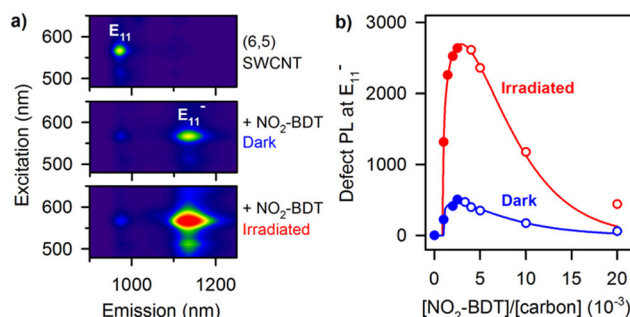 a)
E₁₁
(6,5)
SWCNT
E₁₁⁻
+ NO₂-BDT
Dark
+ NO₂-BDT
Irradiated
600
500
600
500
600
500
Excitation (nm)
1000
1200
Emission (nm)
b)
Defect PL at E₁₁⁻
3000
2000
1000
0
Irradiated
Dark
0
5
10
15
20
[NO₂-BDT]/[carbon] (10⁻³)